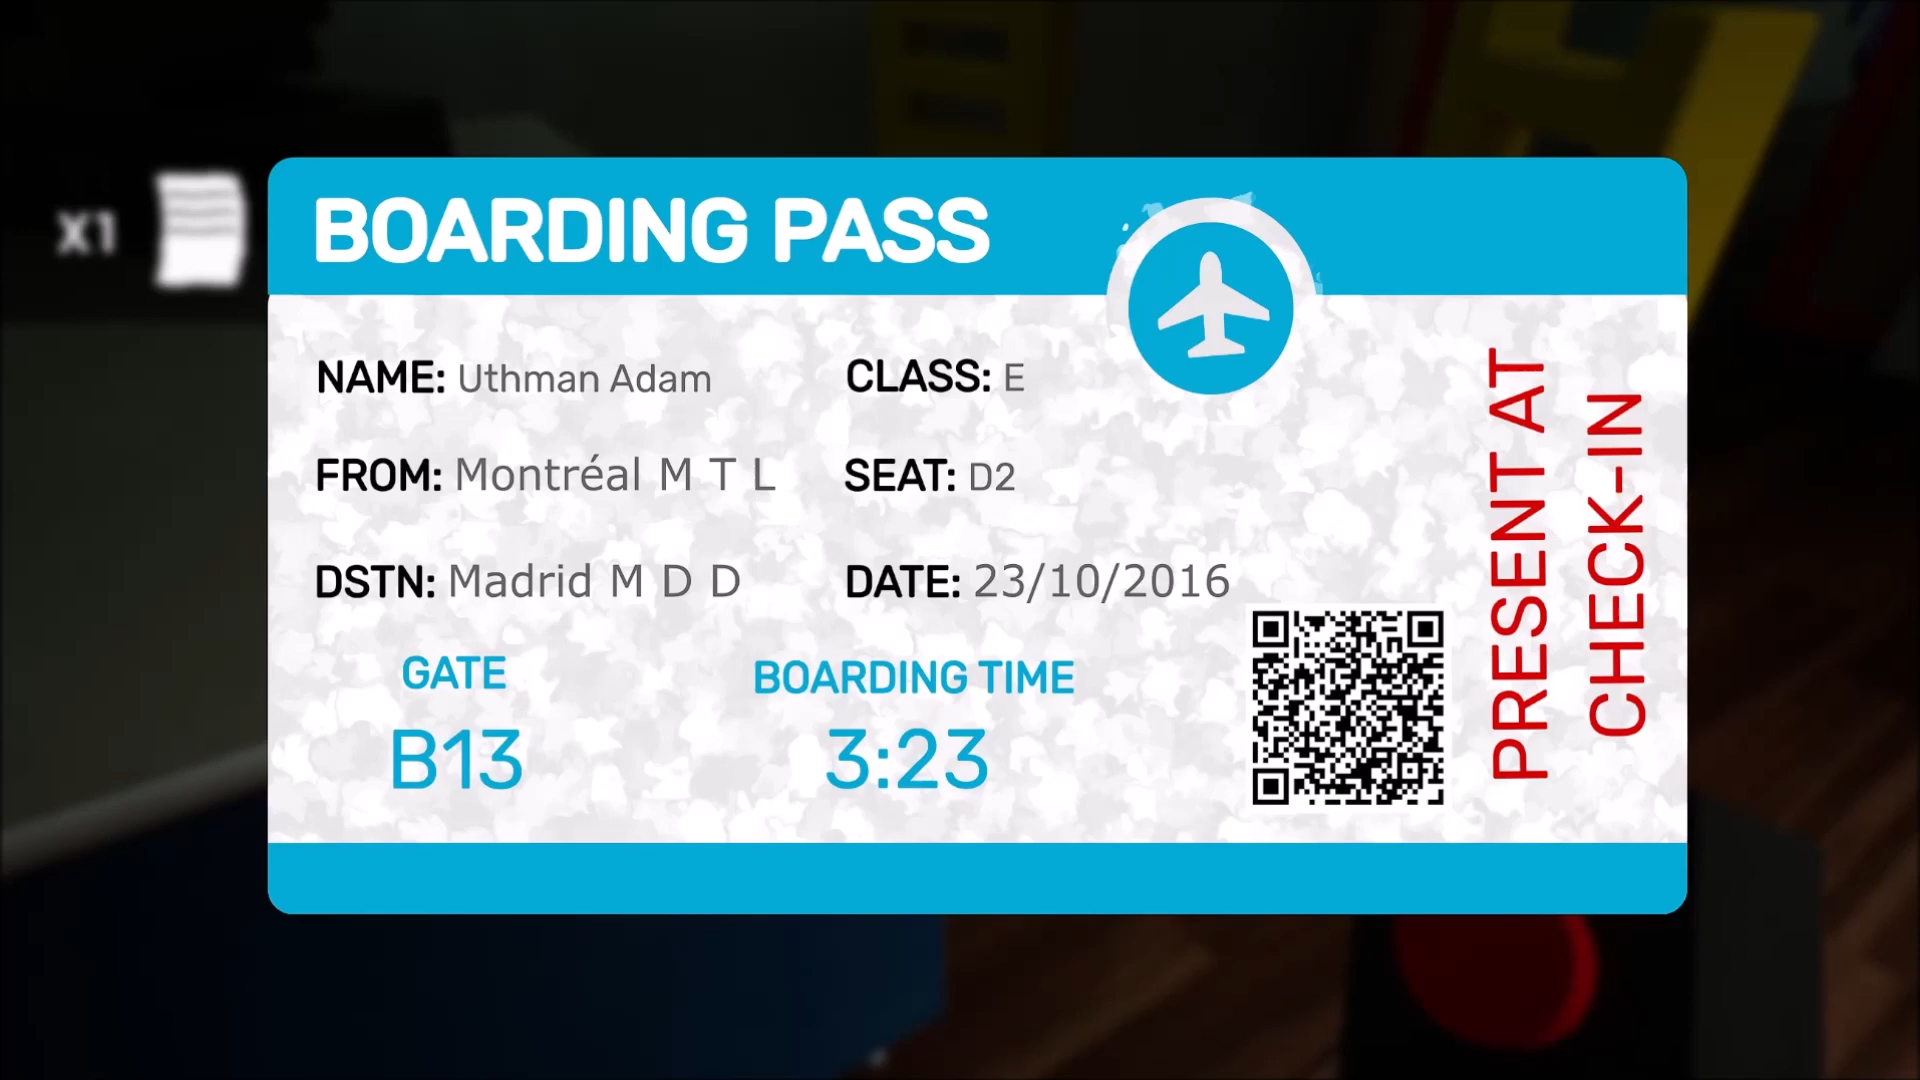 X1
BOARDING PASS
NAME: Uthman Adam
CLASS: E
FROM: Montréal M T L
SEAT: D2
DSTN: Madrid M D D
DATE: 23/10/2016
GATE
B13
BOARDING TIME
3:23
PRESENT AT
CHECK-IN